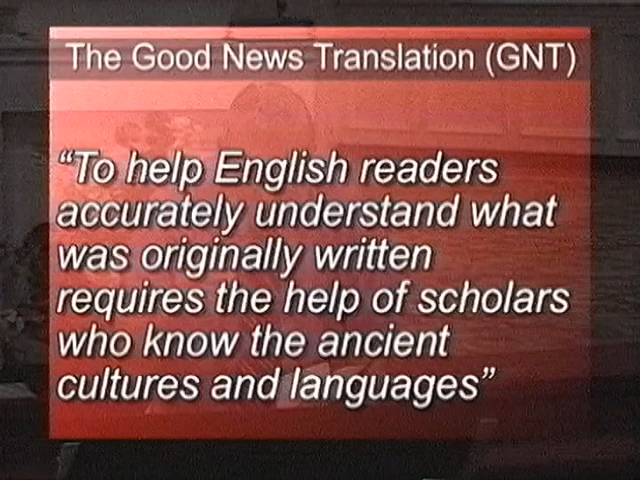 The Good News Translation (GNT)
“To help English readers
accurately understand what
was originally written
requires the help of scholars
who know the ancient
cultures and languages”